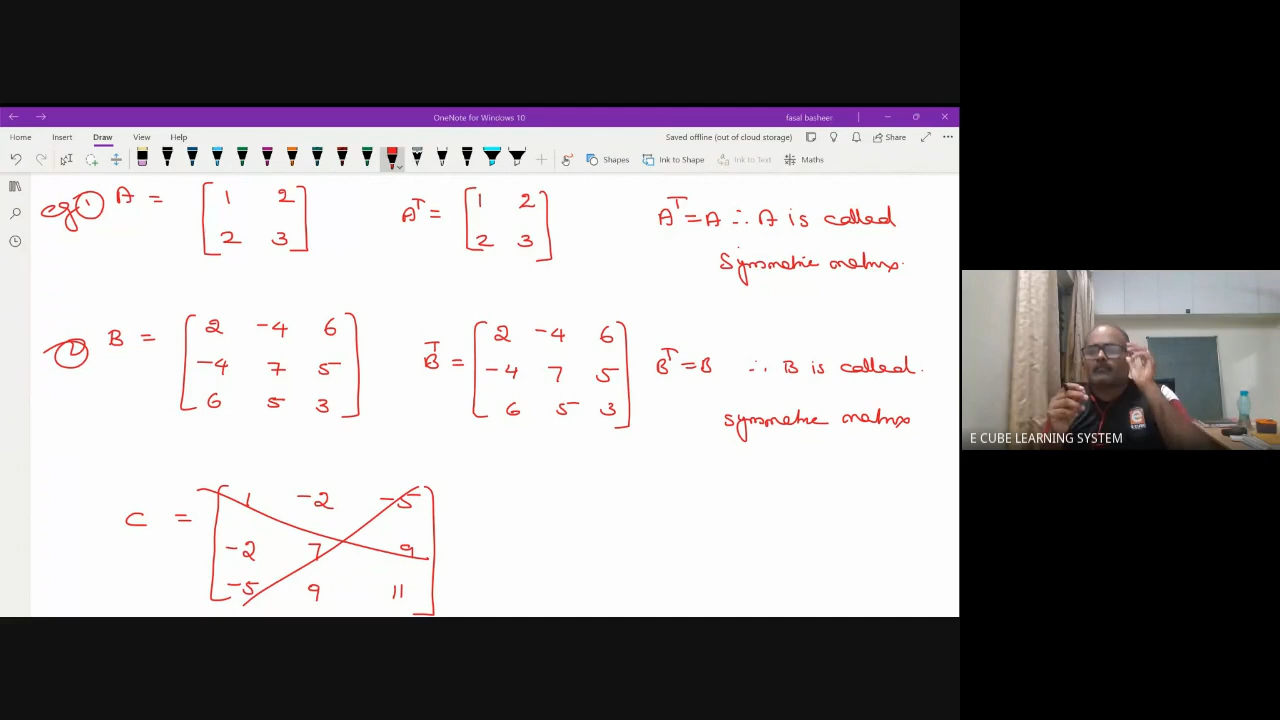 OneNote for Windows 10
fasal basheer
Home Insert Draw View Help
Saved offline (out of cloud storage) Share
Shapes Ink to Shape Ink to Text Maths
eg ① A = [ 1 2 Aᵀ = [ 1 2 Aᵀ = A ∴ A is called
2 3 ] 2 3 ] Symmetric matrix.
② B = [ 2 -4 6 Bᵀ = [ 2 -4 6 Bᵀ = B ∴ B is called.
-4 7 5 -4 7 5
6 5 3 ] 6 5 3 ] symmetric matrix
C = [ 1 -2 -5
-2 7 9
-5 9 11 ]
E CUBE LEARNING SYSTEM